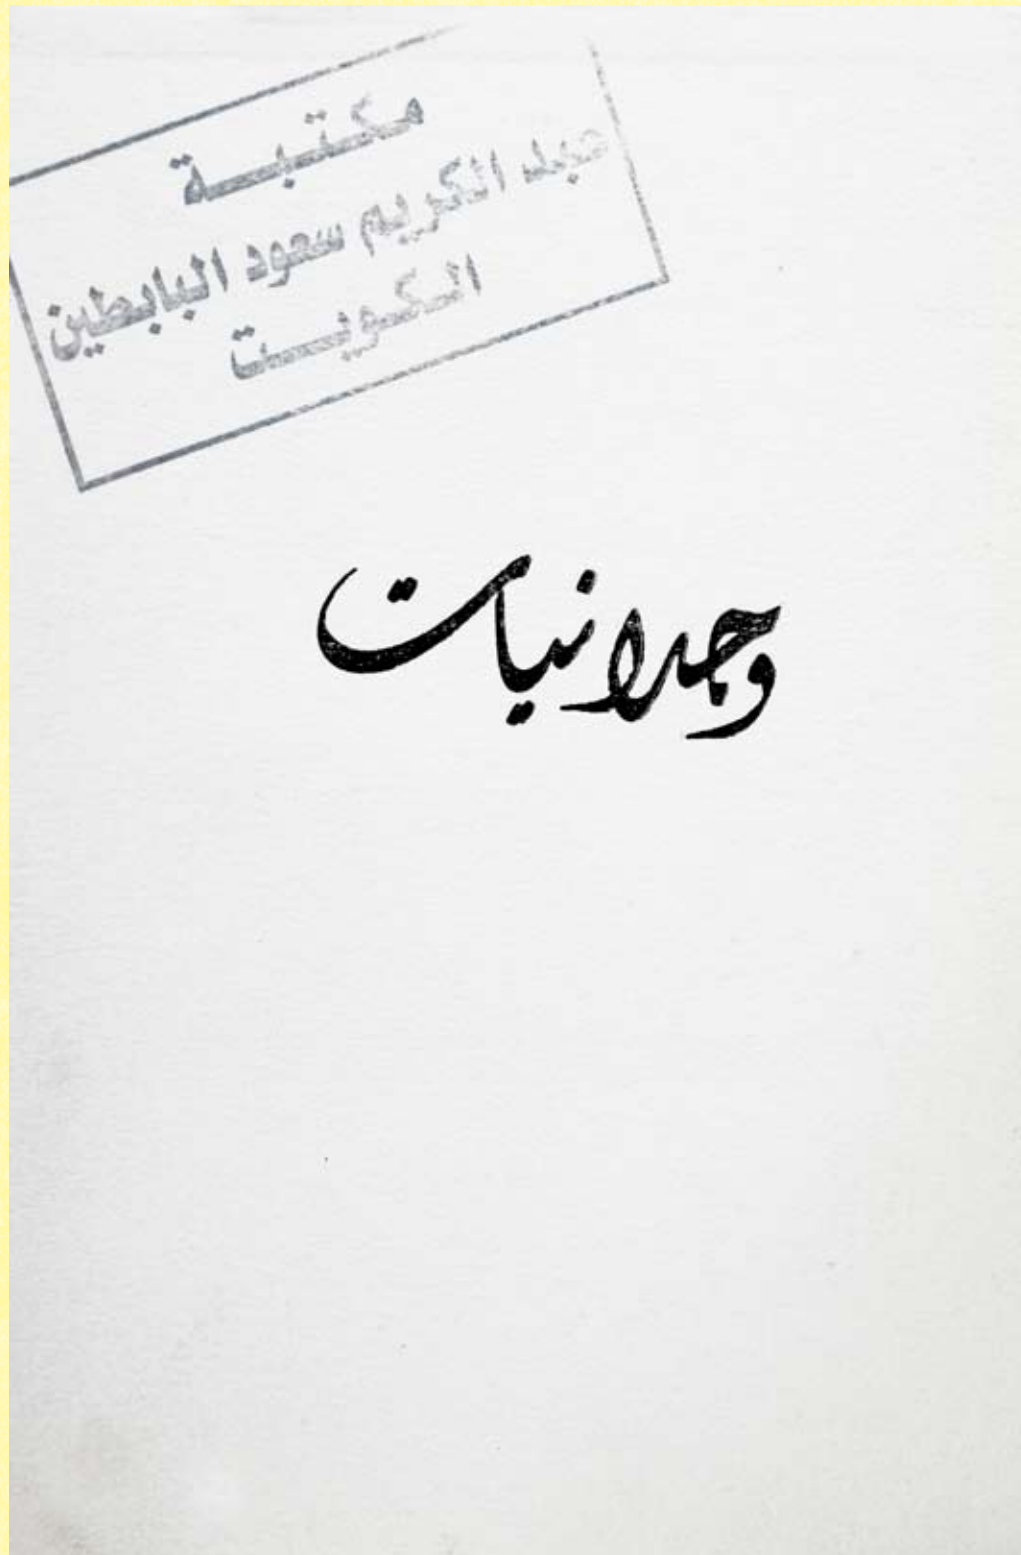 مكتبة
عبد الكريم سعود البابطين
الكويت
وجدانيات